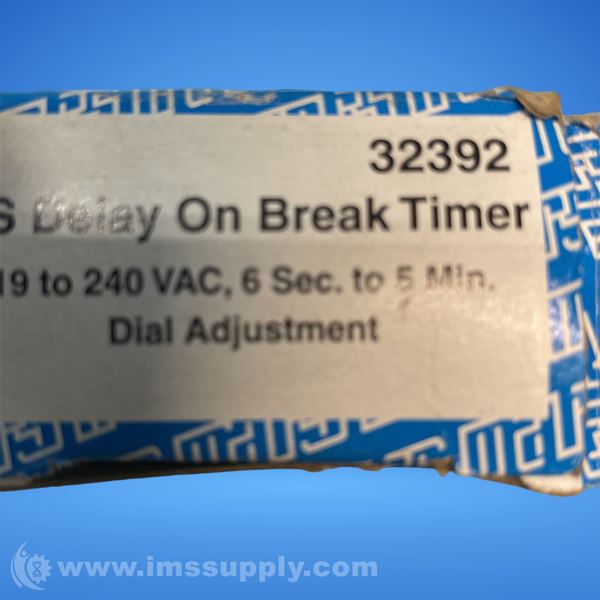 32392
S Delay On Break Timer
19 to 240 VAC, 6 Sec. to 5 Min.
Dial Adjustment
www.imssupply.com